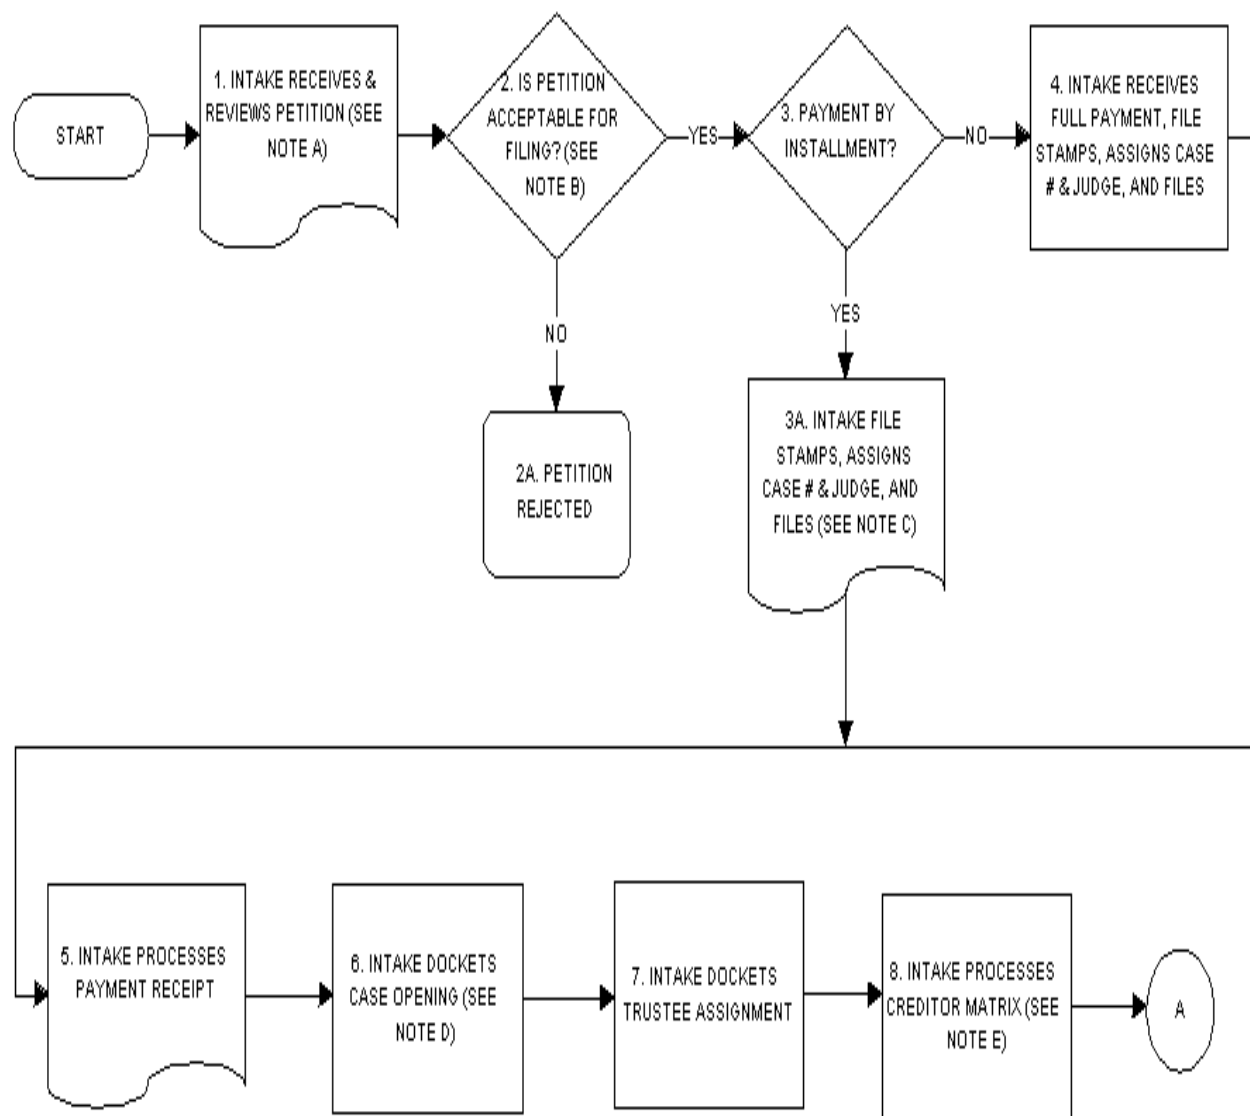 START
1. INTAKE RECEIVES &
REVIEWS PETITION (SEE
NOTE A)
2. IS PETITION
ACCEPTABLE FOR
FILING? (SEE
NOTE B)
YES
3. PAYMENT BY
INSTALLMENT?
NO
4. INTAKE RECEIVES
FULL PAYMENT, FILE
STAMPS, ASSIGNS CASE
# & JUDGE, AND FILES
NO
YES
2A. PETITION
REJECTED
3A. INTAKE FILE
STAMPS, ASSIGNS
CASE # & JUDGE, AND
FILES (SEE NOTE C)
5. INTAKE PROCESSES
PAYMENT RECEIPT
6. INTAKE DOCKETS
CASE OPENING (SEE
NOTE D)
7. INTAKE DOCKETS
TRUSTEE ASSIGNMENT
8. INTAKE PROCESSES
CREDITOR MATRIX (SEE
NOTE E)
A